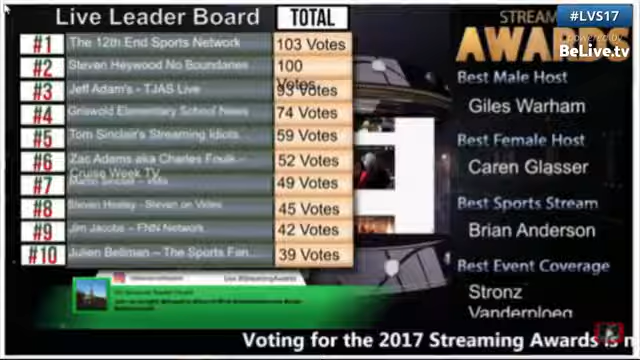 Live Leader Board
TOTAL
#1 The 12th End Sports Network 103 Votes
#2 Steven Heywood No Boundaries 100 Votes
#3 Jeff Adam's - TJAS Live 93 Votes
#4 Griswold Elementary School News 74 Votes
#5 Tom Sinclair's Streaming Idiots 59 Votes
#6 Zac Adams aka Charles Foulk - 52 Votes
Cruise Week TV
#7 49 Votes
#8 Steven Healey - Steven on Video 45 Votes
#9 Jim Jacobs - FNN Network 42 Votes
#10 Julien Bellman - The Sports Fan... 39 Votes
STREAM
AWA
#LVS17
powered by
BeLive.tv
Best Male Host
Giles Warham
Best Female Host
Caren Glasser
Best Sports Stream
Brian Anderson
Best Event Coverage
Stronz
Vanderploeg
Voting for the 2017 Streaming Awards is n